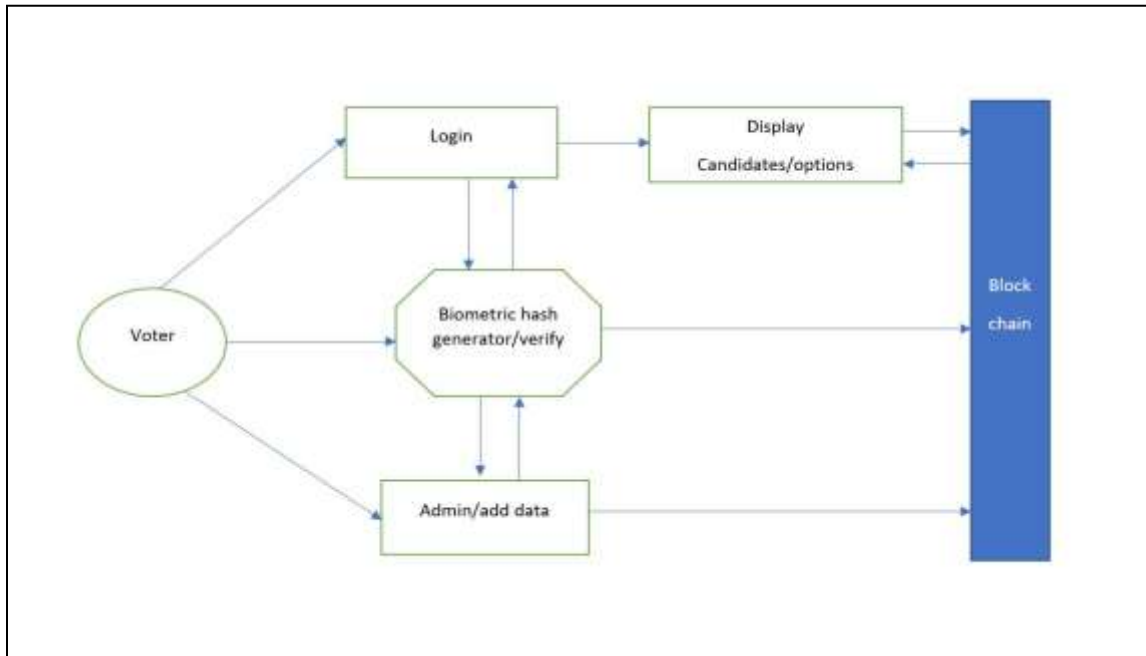 Login
Display
Candidates/options
Block
chain
Voter
Biometric hash
generator/verify
Admin/add data